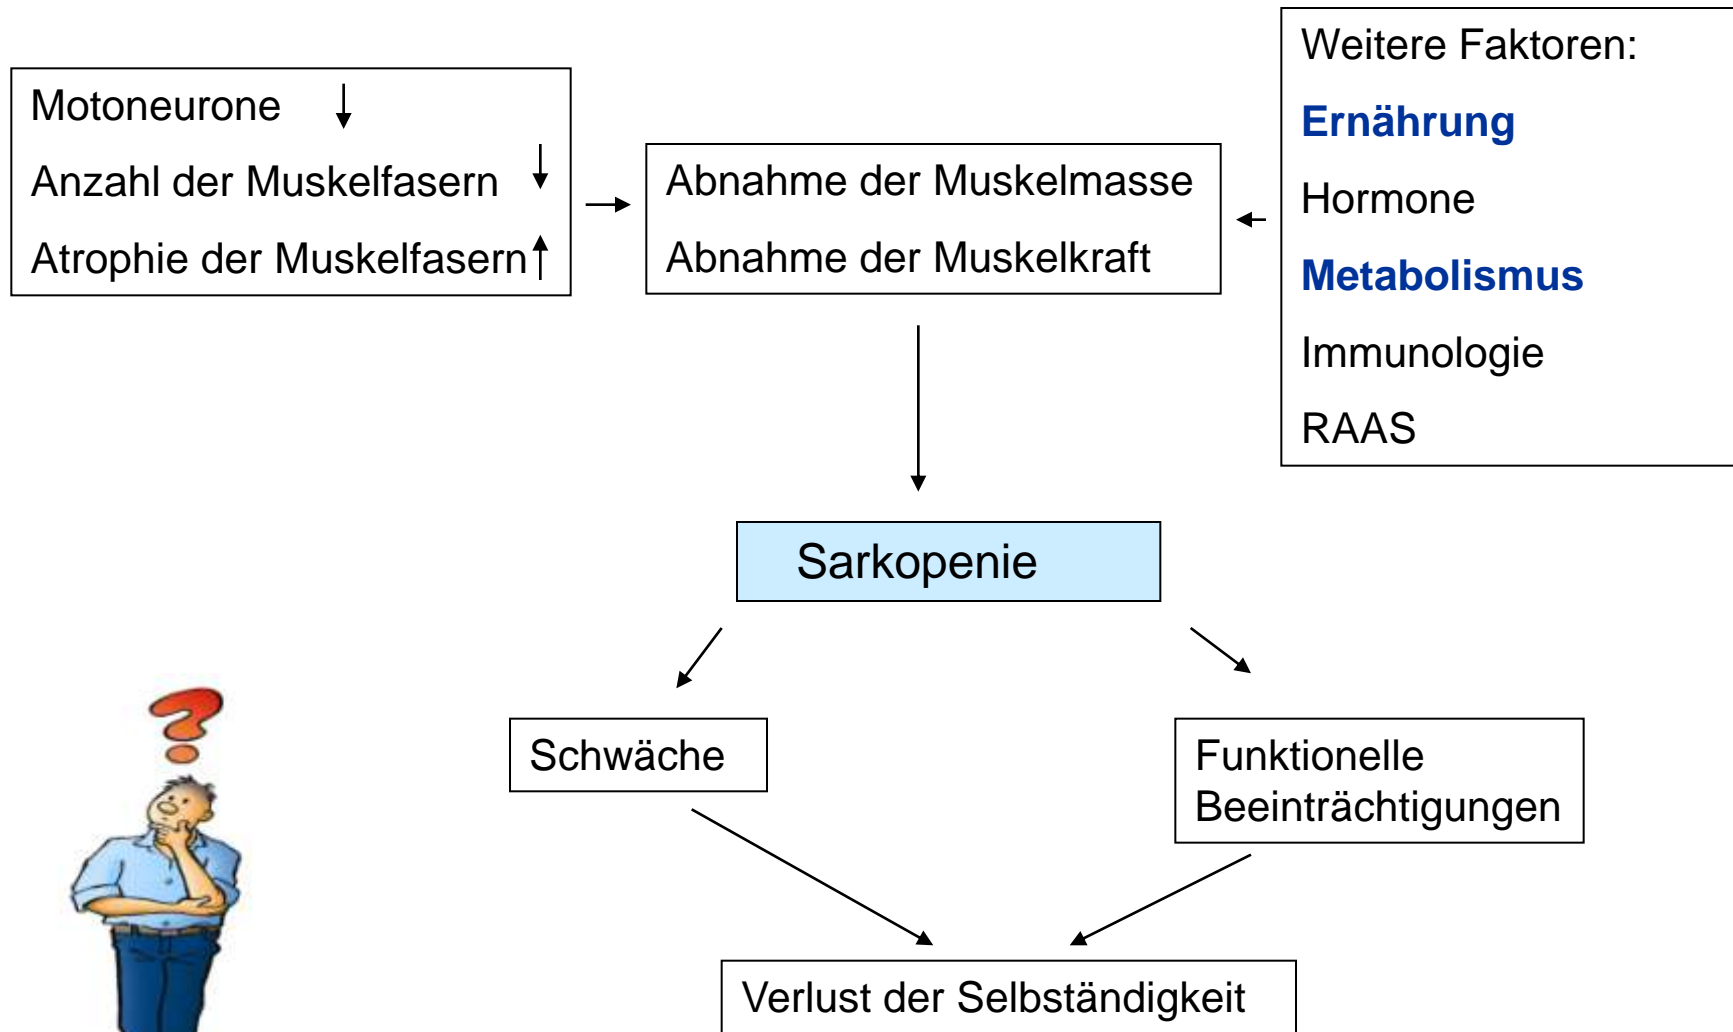 Motoneurone ↓
Anzahl der Muskelfasern ↓
Atrophie der Muskelfasern ↑
Abnahme der Muskelmasse
Abnahme der Muskelkraft
Weitere Faktoren:
Ernährung
Hormone
Metabolismus
Immunologie
RAAS
Sarkopenie
?
Schwäche
Funktionelle
Beeinträchtigungen
Verlust der Selbständigkeit